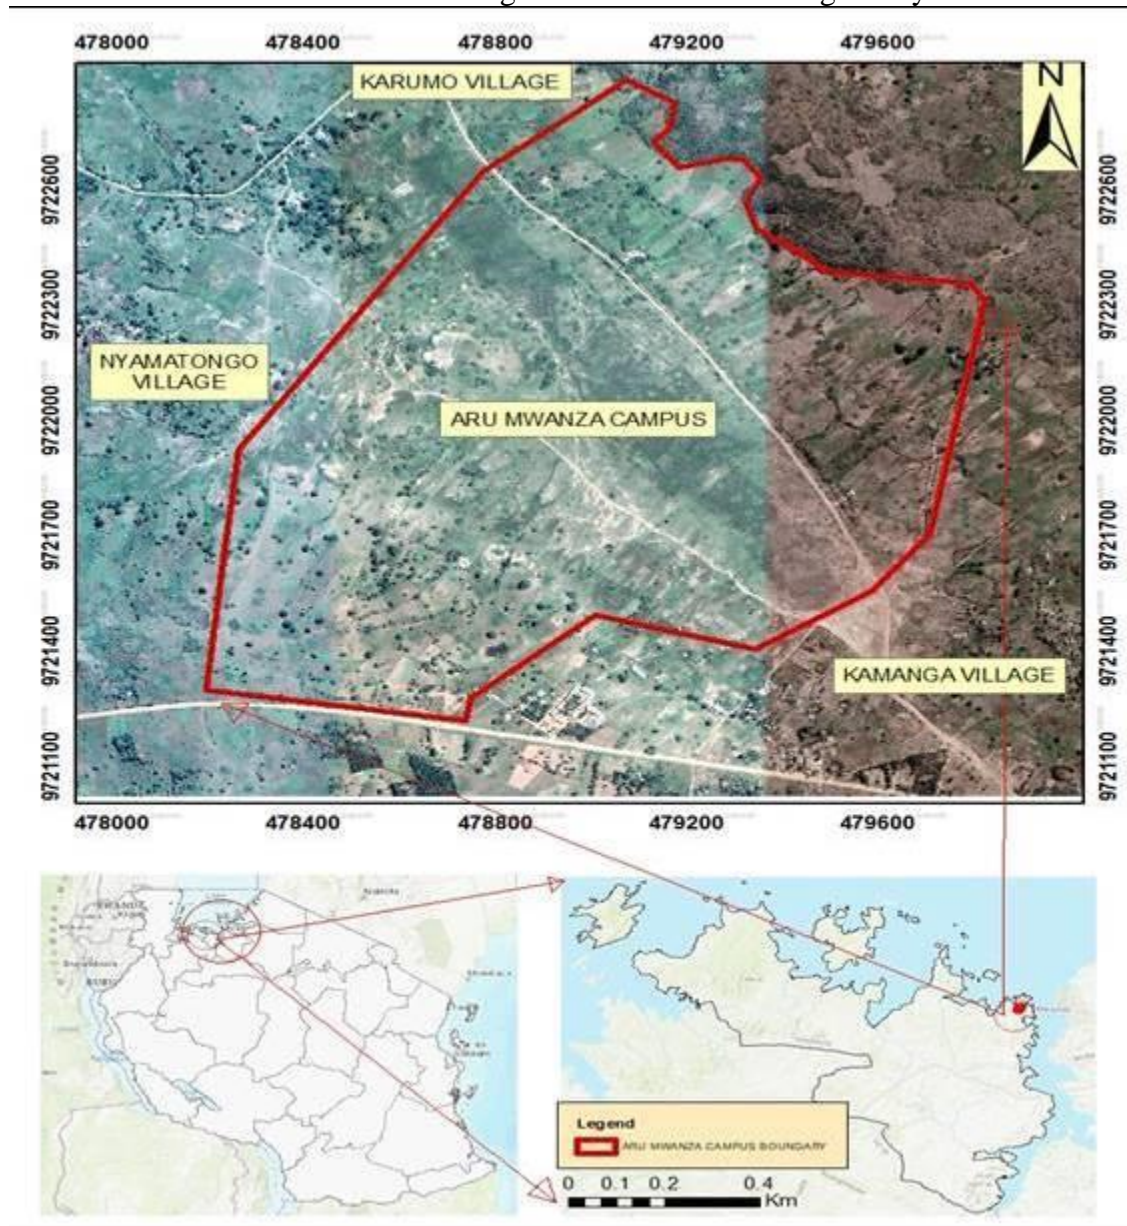 478000 478400 478800 479200 479600
N
KARUMO VILLAGE
9722600 9722600
9722300 9722300
NYAMATONGO
VILLAGE
9722000 9722000
ARU MWANZA CAMPUS
9721700 9721700
9721400 9721400
KAMANGA VILLAGE
9721100 9721100
478000 478400 478800 479200 479600
Legend
ARU MWANZA CAMPUS BOUNGARY
0 0.1 0.2 0.4
Km